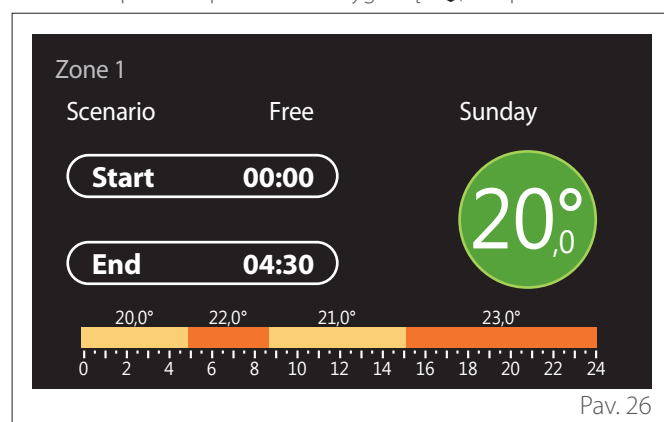 Zone 1
Scenario Free Sunday
Start 00:00
20°,0
End 04:30
20,0° 22,0° 21,0° 23,0°
0 2 4 6 8 10 12 14 16 18 20 22 24
Pav. 26